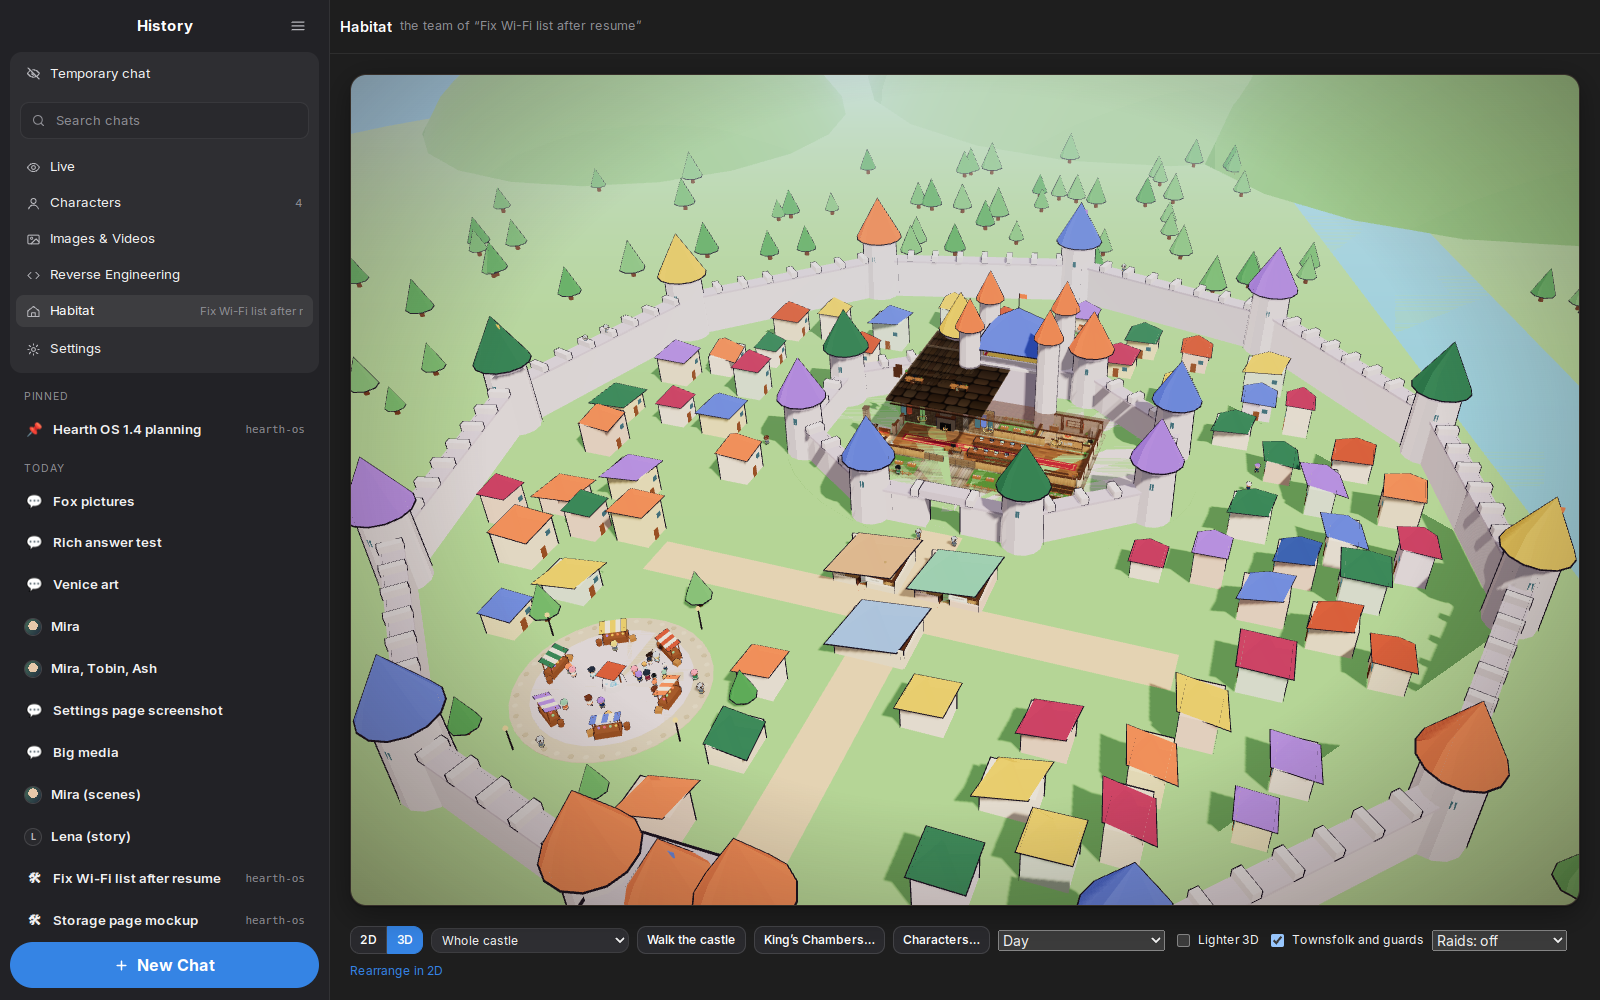 History
Temporary chat
Search chats
Live
Characters 4
Images & Videos
Reverse Engineering
Habitat Fix Wi-Fi list after r
Settings
PINNED
Hearth OS 1.4 planning hearth-os
TODAY
Fox pictures
Rich answer test
Venice art
Mira
Mira, Tobin, Ash
Settings page screenshot
Big media
Mira (scenes)
L Lena (story)
Fix Wi-Fi list after resume hearth-os
Storage page mockup hearth-os
+ New Chat
Habitat the team of “Fix Wi-Fi list after resume”
2D 3D Whole castle Walk the castle King’s Chambers… Characters… Day Lighter 3D Townsfolk and guards Raids: off
Rearrange in 2D